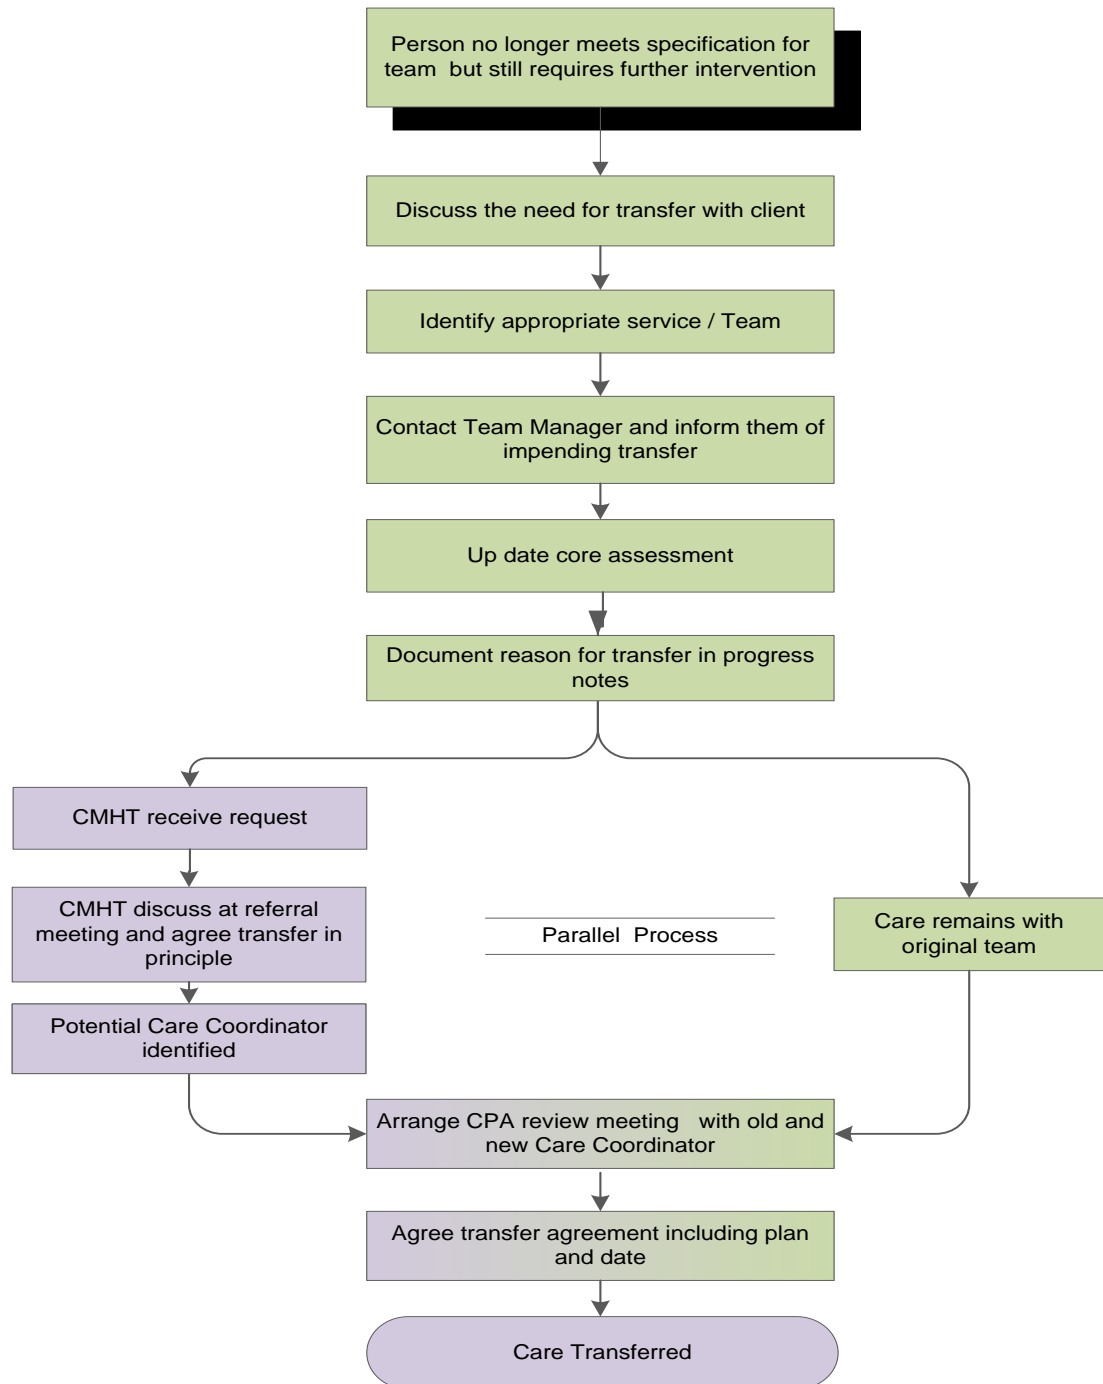 Person no longer meets specification for
team but still requires further intervention
Discuss the need for transfer with client
Identify appropriate service / Team
Contact Team Manager and inform them of
impending transfer
Up date core assessment
Document reason for transfer in progress
notes
CMHT receive request
CMHT discuss at referral
meeting and agree transfer in
principle
Potential Care Coordinator
identified
Parallel Process
Care remains with
original team
Arrange CPA review meeting with old and
new Care Coordinator
Agree transfer agreement including plan
and date
Care Transferred